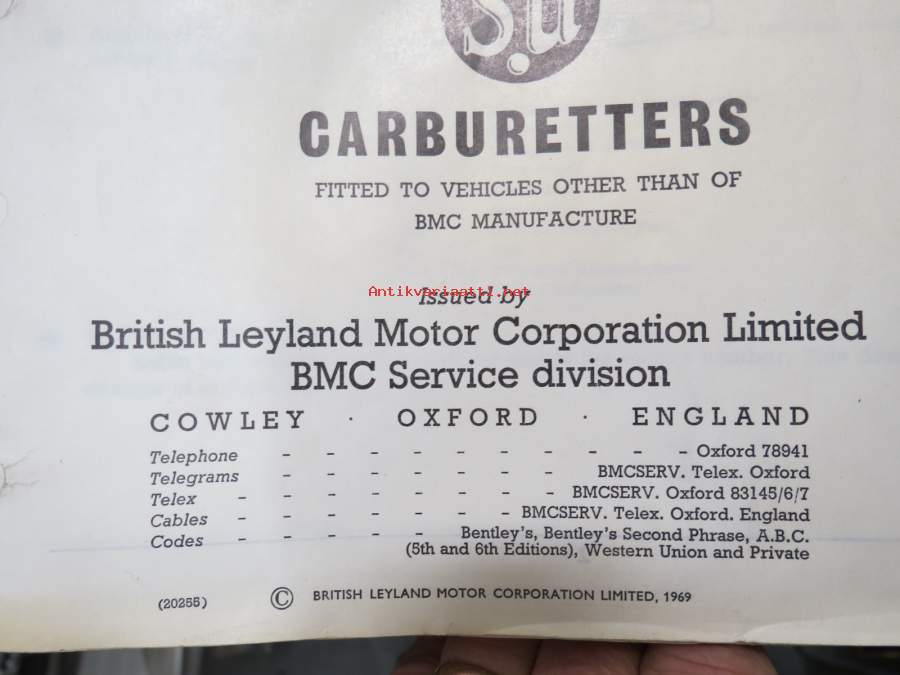 S.U
CARBURETTERS
FITTED TO VEHICLES OTHER THAN OF
BMC MANUFACTURE
Antikvariaatti.net
Issued by
British Leyland Motor Corporation Limited
BMC Service division
COWLEY · OXFORD · ENGLAND
Telephone - - - - - - - - - - Oxford 78941
Telegrams - - - - - - - BMCSERV. Telex. Oxford
Telex - - - - - - - - BMCSERV. Oxford 83145/6/7
Cables - - - - - - - BMCSERV. Telex. Oxford. England
Codes - - - - - Bentley's, Bentley's Second Phrase, A.B.C.
(5th and 6th Editions), Western Union and Private
(20255) © BRITISH LEYLAND MOTOR CORPORATION LIMITED, 1969